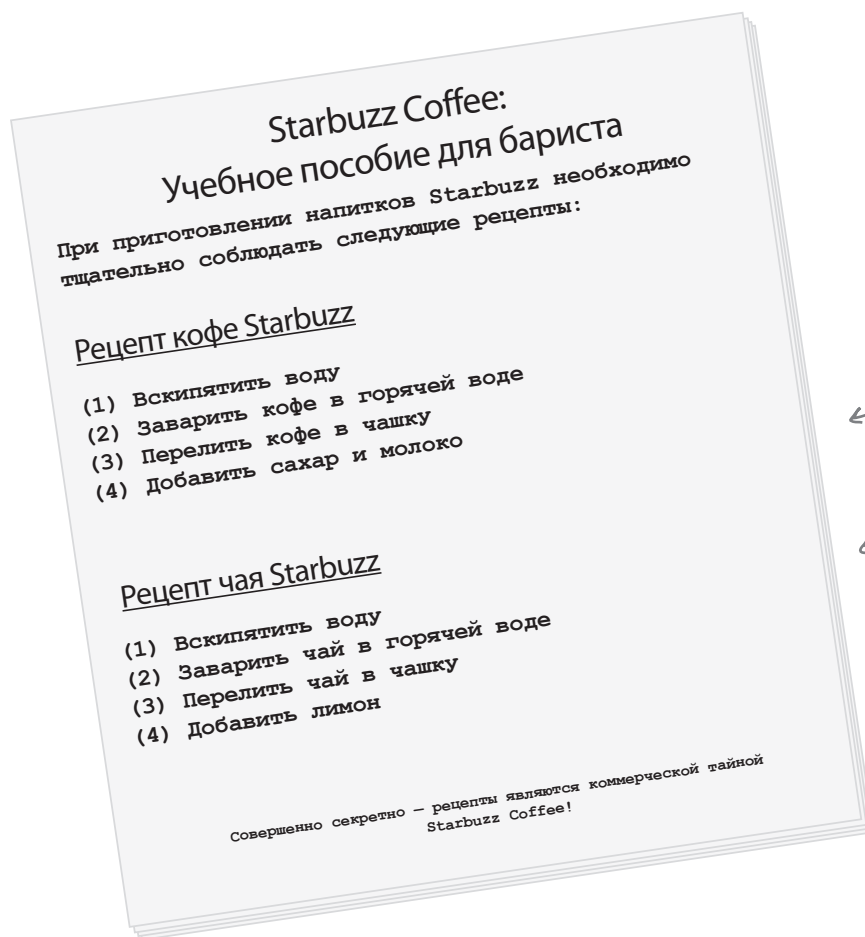 Starbuzz Coffee:
Учебное пособие для бариста
При приготовлении напитков Starbuzz необходимо
тщательно соблюдать следующие рецепты:
Рецепт кофе Starbuzz
(1) Вскипятить воду
(2) Заварить кофе в горячей воде
(3) Перелить кофе в чашку
(4) Добавить сахар и молоко
Рецепт чая Starbuzz
(1) Вскипятить воду
(2) Заварить чай в горячей воде
(3) Перелить чай в чашку
(4) Добавить лимон
Совершенно секретно — рецепты являются коммерческой тайной
Starbuzz Coffee!